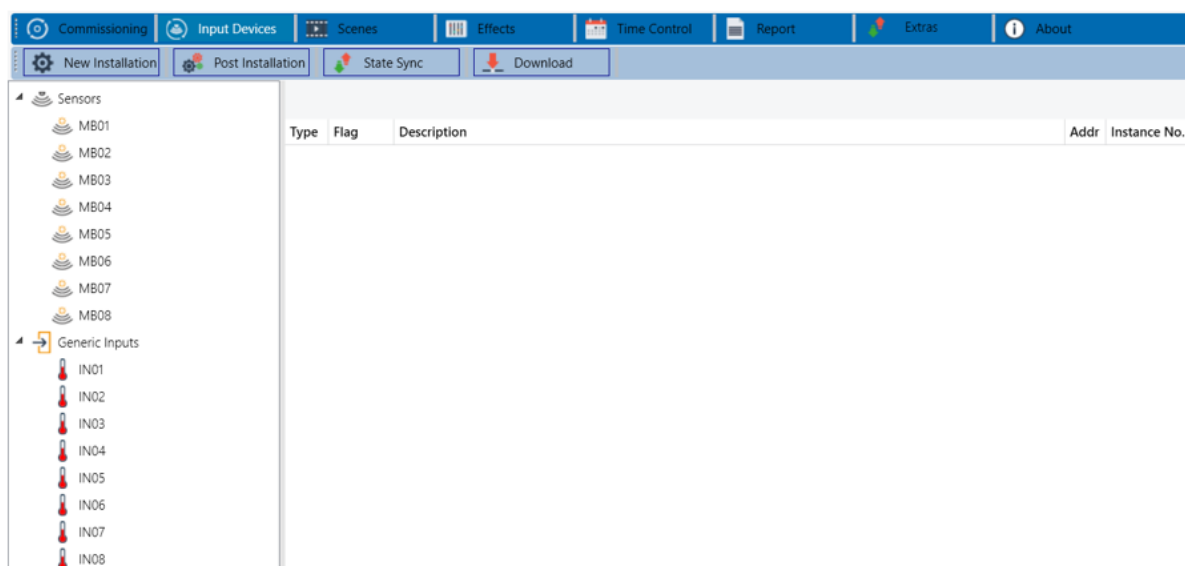 Commissioning Input Devices Scenes Effects Time Control Report Extras About
New Installation Post Installation State Sync Download
Sensors
MB01
MB02
MB03
MB04
MB05
MB06
MB07
MB08
Generic Inputs
IN01
IN02
IN03
IN04
IN05
IN06
IN07
IN08
Type Flag Description Addr Instance No.